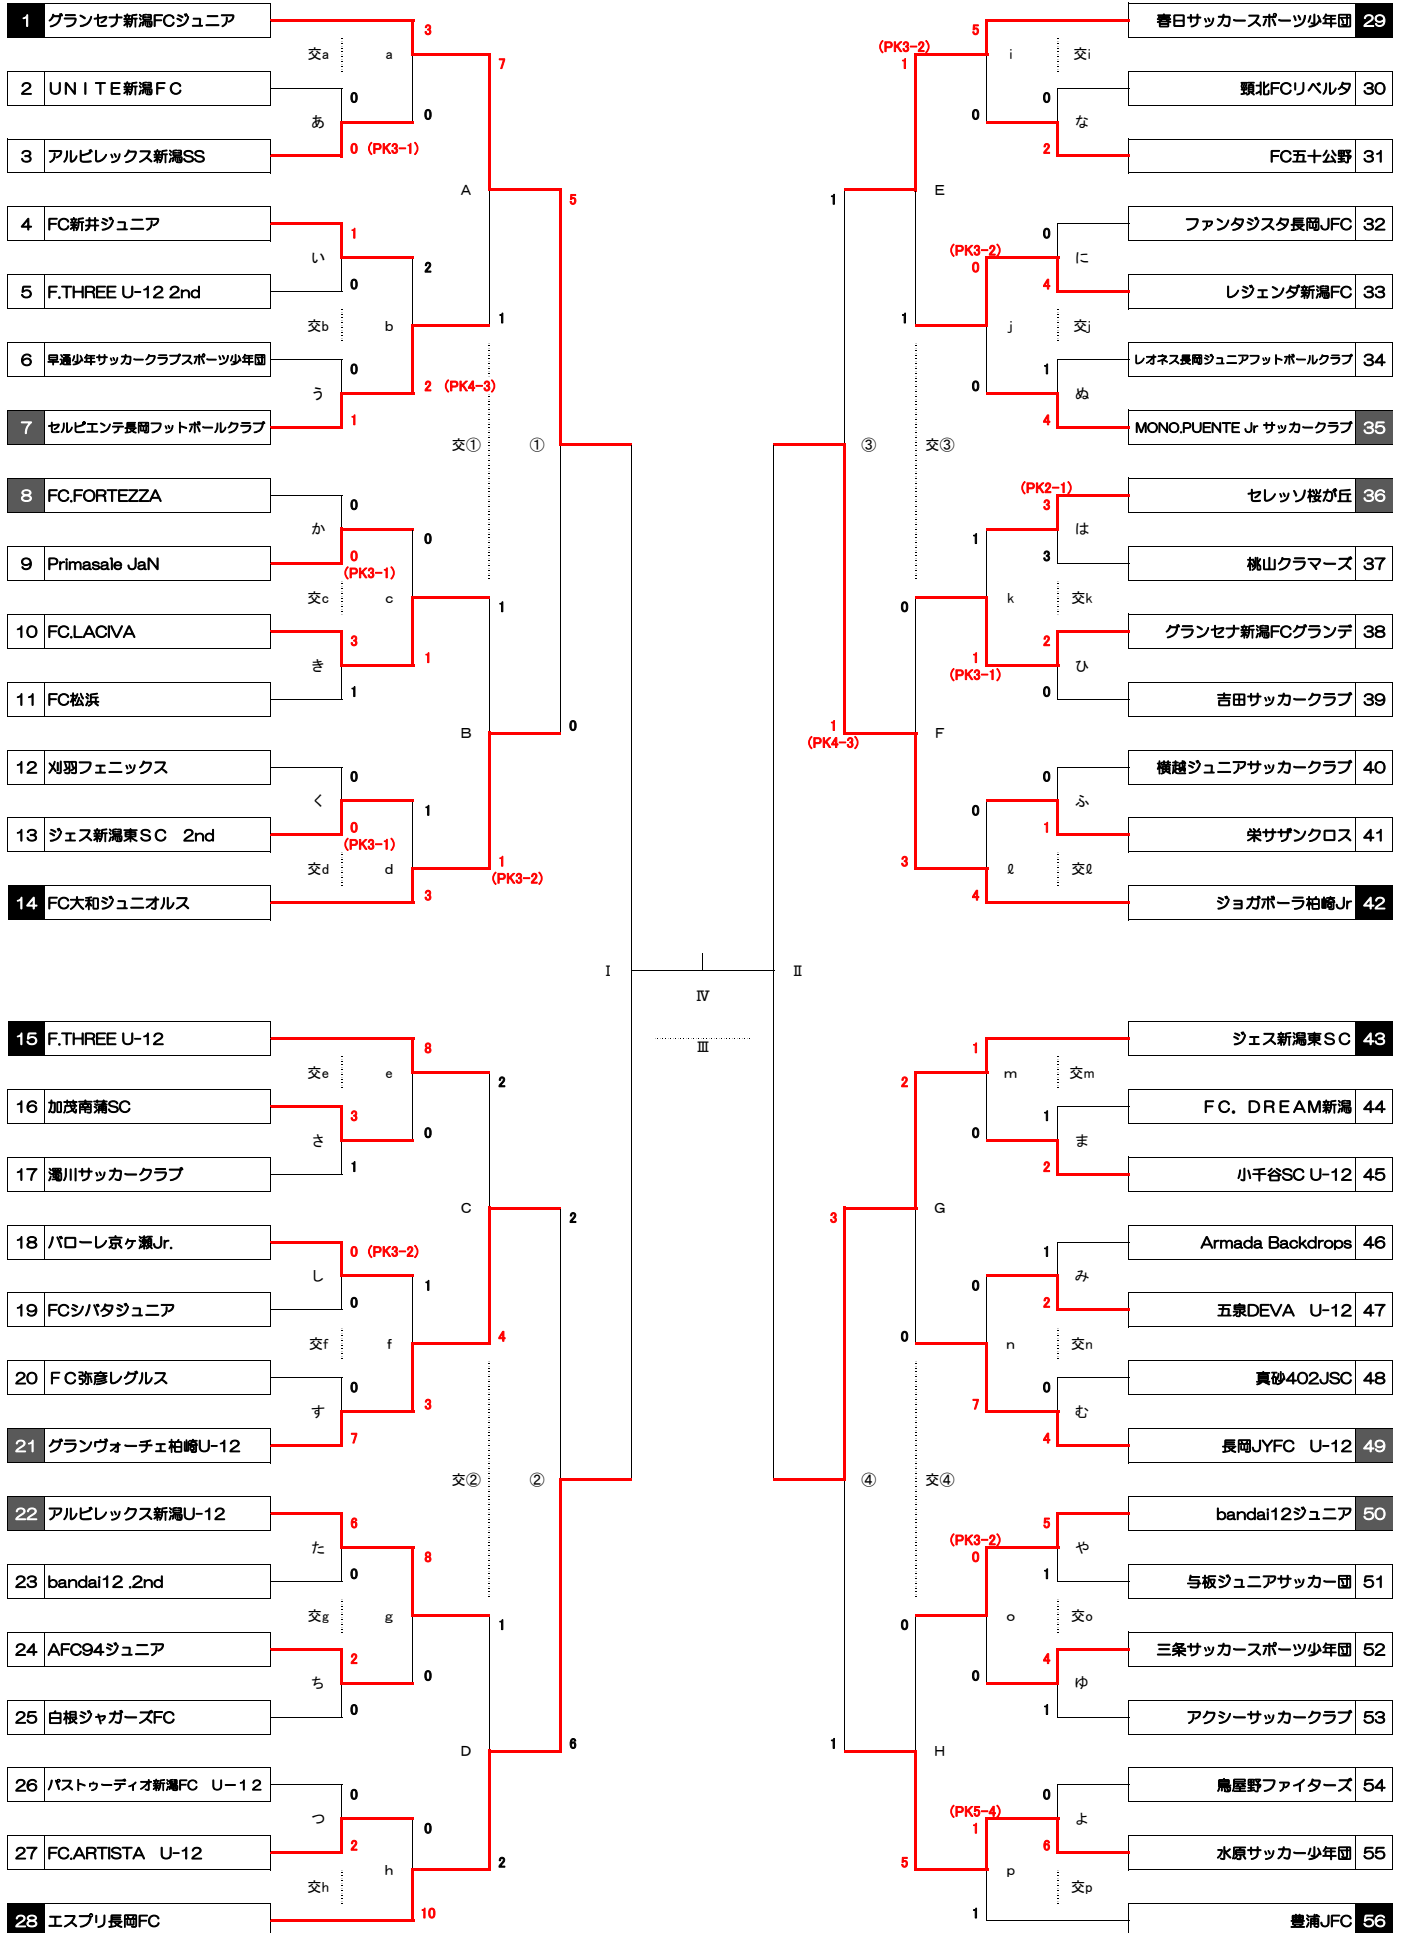 1 グランセナ新潟FCジュニア
3
交a
a
7
2 UNITE新潟FC
0
あ
0
3 アルビレックス新潟SS
0 (PK3-1)
A
5
4 FC新井ジュニア
1
い
2
0
5 F.THREE U-12 2nd
交b
b
1
6 早通少年サッカークラブスポーツ少年団
0
う
2 (PK4-3)
7 セルピエンテ長岡フットボールクラブ
1
交①
①
8 FC.FORTEZZA
0
か
0
9 Primasale JaN
0
(PK3-1)
交c
c
1
10 FC.LACIVA
3
き
1
11 FC松浜
1
B
0
12 刈羽フェニックス
0
く
1
13 ジェス新潟東SC 2nd
0
(PK3-1)
交d
d
1
(PK3-2)
14 FC大和ジュニオルス
3
Ⅰ
Ⅱ
Ⅳ
Ⅲ
15 F.THREE U-12
8
交e
e
2
16 加茂南蒲SC
3
さ
0
17 濁川サッカークラブ
1
C
2
18 バローレ京ヶ瀬Jr.
0 (PK3-2)
し
1
19 FCシバタジュニア
0
交f
f
4
20 FC弥彦レグルス
0
す
3
21 グランヴォーチェ柏崎U-12
7
交②
②
22 アルビレックス新潟U-12
6
た
8
23 bandai12 .2nd
0
交g
g
1
24 AFC94ジュニア
2
ち
0
25 白根ジャガーズFC
0
D
6
26 パストゥーディオ新潟FC U-12
0
つ
0
27 FC.ARTISTA U-12
2
h
2
交h
28 エスプリ長岡FC
10
春日サッカースポーツ少年団 29
5
(PK3-2)
1
i
交i
頸北FCリベルタ 30
0
0
な
FC五十公野 31
2
1
E
ファンタジスタ長岡JFC 32
0
(PK3-2)
0
に
レジェンダ新潟FC 33
4
1
j
交j
レオネス長岡ジュニアフットボールクラブ 34
1
0
ぬ
MONO.PUENTE Jr サッカークラブ 35
4
③
交③
セレッソ桜が丘 36
(PK2-1)
3
は
1
桃山クラマーズ 37
3
0
k
交k
グランセナ新潟FCグランデ 38
2
1
(PK3-1)
ひ
吉田サッカークラブ 39
0
1
(PK4-3)
F
横越ジュニアサッカークラブ 40
0
0
ふ
栄サザンクロス 41
1
3
ℓ
交ℓ
ジョガボーラ柏崎Jr 42
4
ジェス新潟東SC 43
1
2
m
交m
FC．DREAM新潟 44
1
0
ま
小千谷SC U-12 45
2
3
G
Armada Backdrops 46
1
0
み
五泉DEVA U-12 47
2
0
n
交n
真砂402JSC 48
0
7
む
長岡JYFC U-12 49
4
④
交④
bandai12ジュニア 50
5
(PK3-2)
0
や
与板ジュニアサッカー団 51
1
0
o
交o
三条サッカースポーツ少年団 52
4
0
ゆ
アクシーサッカークラブ 53
1
1
H
鳥屋野ファイターズ 54
0
(PK5-4)
1
よ
水原サッカー少年団 55
6
5
p
交p
豊浦JFC 56
1